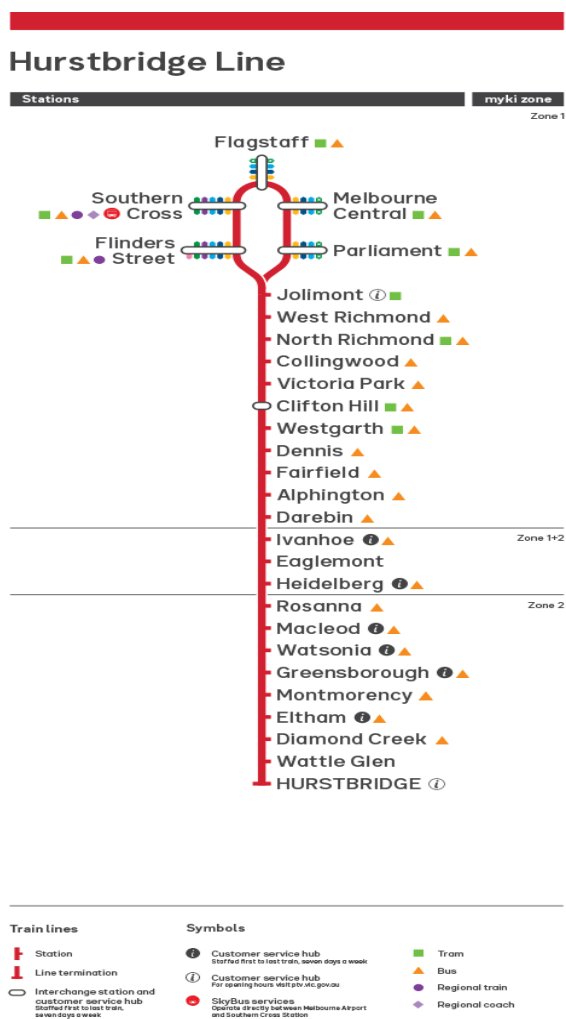 Hurstbridge Line
Stations
myki zone
Zone 1
Flagstaff
Southern
Cross
Melbourne
Central
Flinders
Street
Parliament
Jolimont
West Richmond
North Richmond
Collingwood
Victoria Park
Clifton Hill
Westgarth
Dennis
Fairfield
Alphington
Darebin
Ivanhoe
Zone 1+2
Eaglemont
Heidelberg
Rosanna
Zone 2
Macleod
Watsonia
Greensborough
Montmorency
Eltham
Diamond Creek
Wattle Glen
HURSTBRIDGE
Train lines
Station
Line termination
Interchange station and
customer service hub
Staffed first to last train,
seven days a week
Symbols
Customer service hub
Staffed first to last train, seven days a week
Customer service hub
For opening hours visit ptv.vic.gov.au
SkyBus services
Operate directly between Melbourne Airport
and Southern Cross Station
Tram
Bus
Regional train
Regional coach